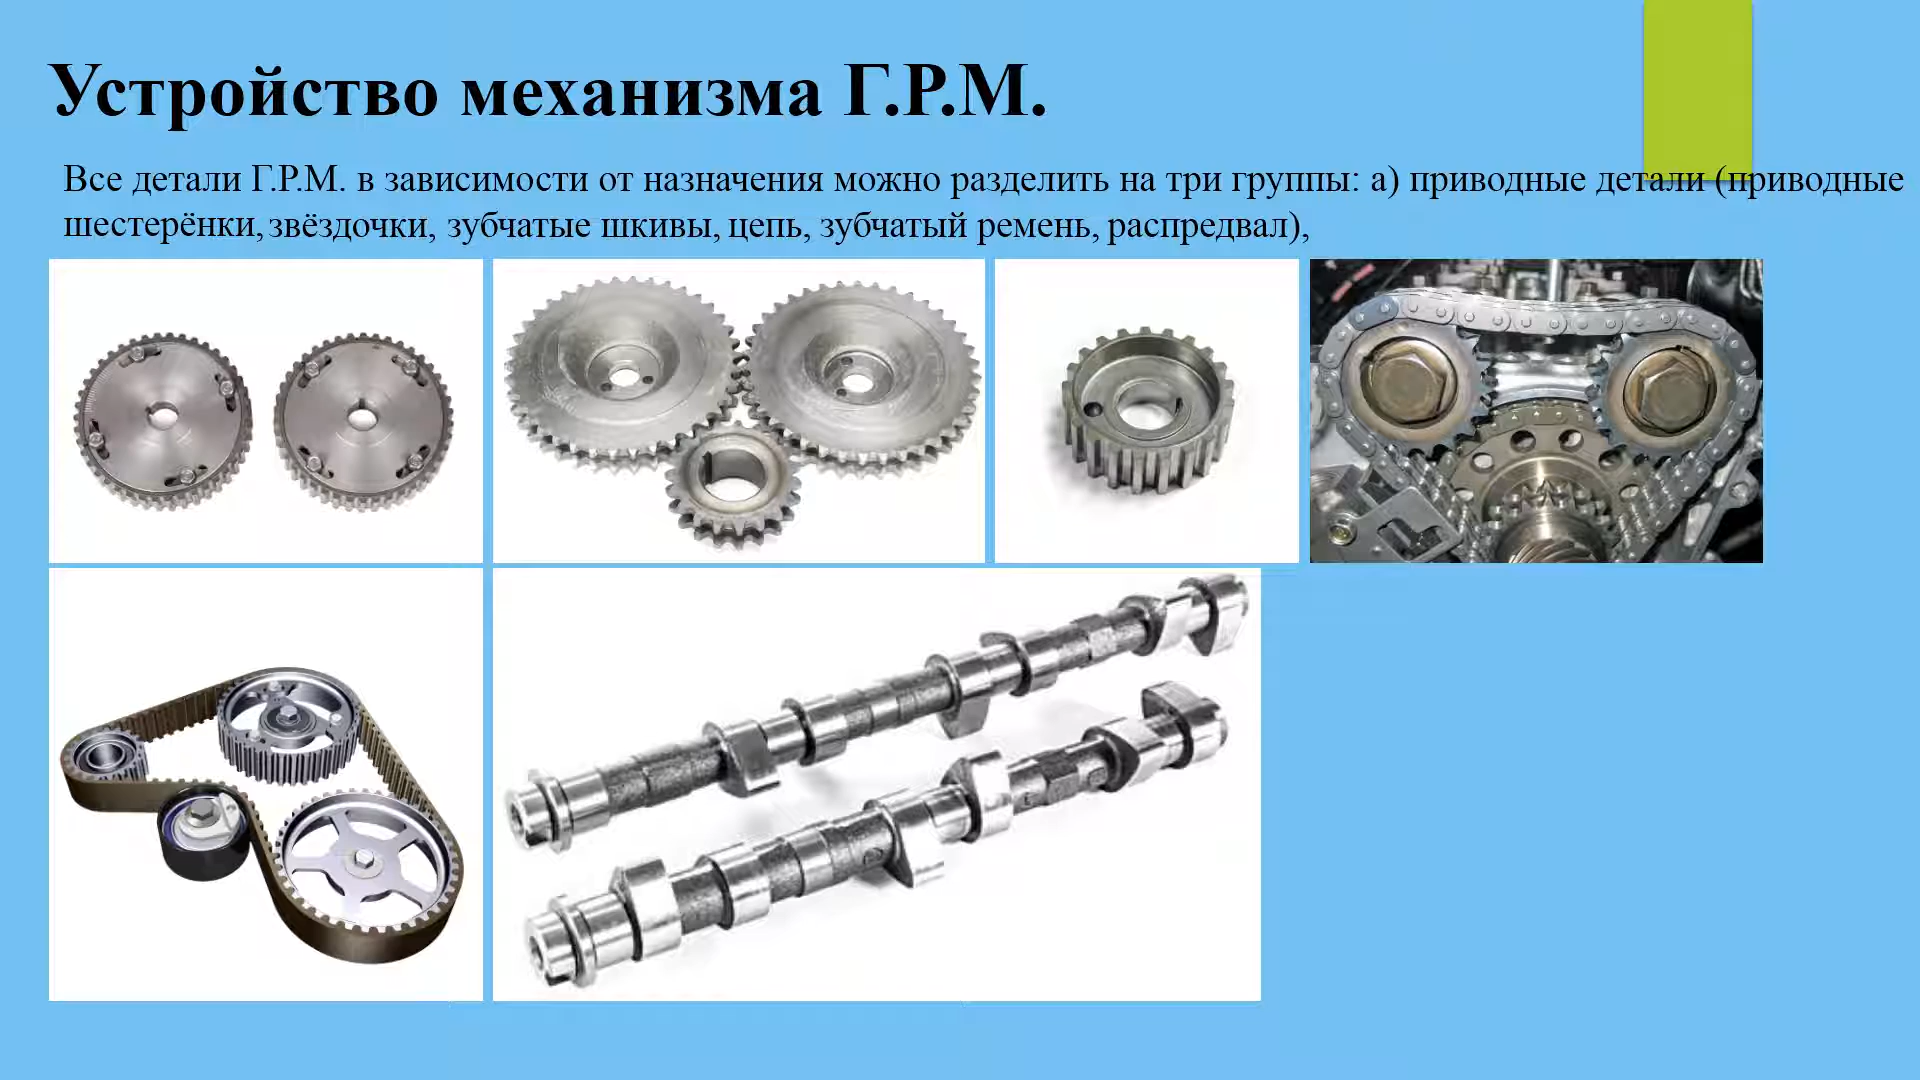 Устройство механизма Г.Р.М.
Все детали Г.Р.М. в зависимости от назначения можно разделить на три группы: а) приводные детали (приводные
шестерёнки, звёздочки, зубчатые шкивы, цепь, зубчатый ремень, распредвал),